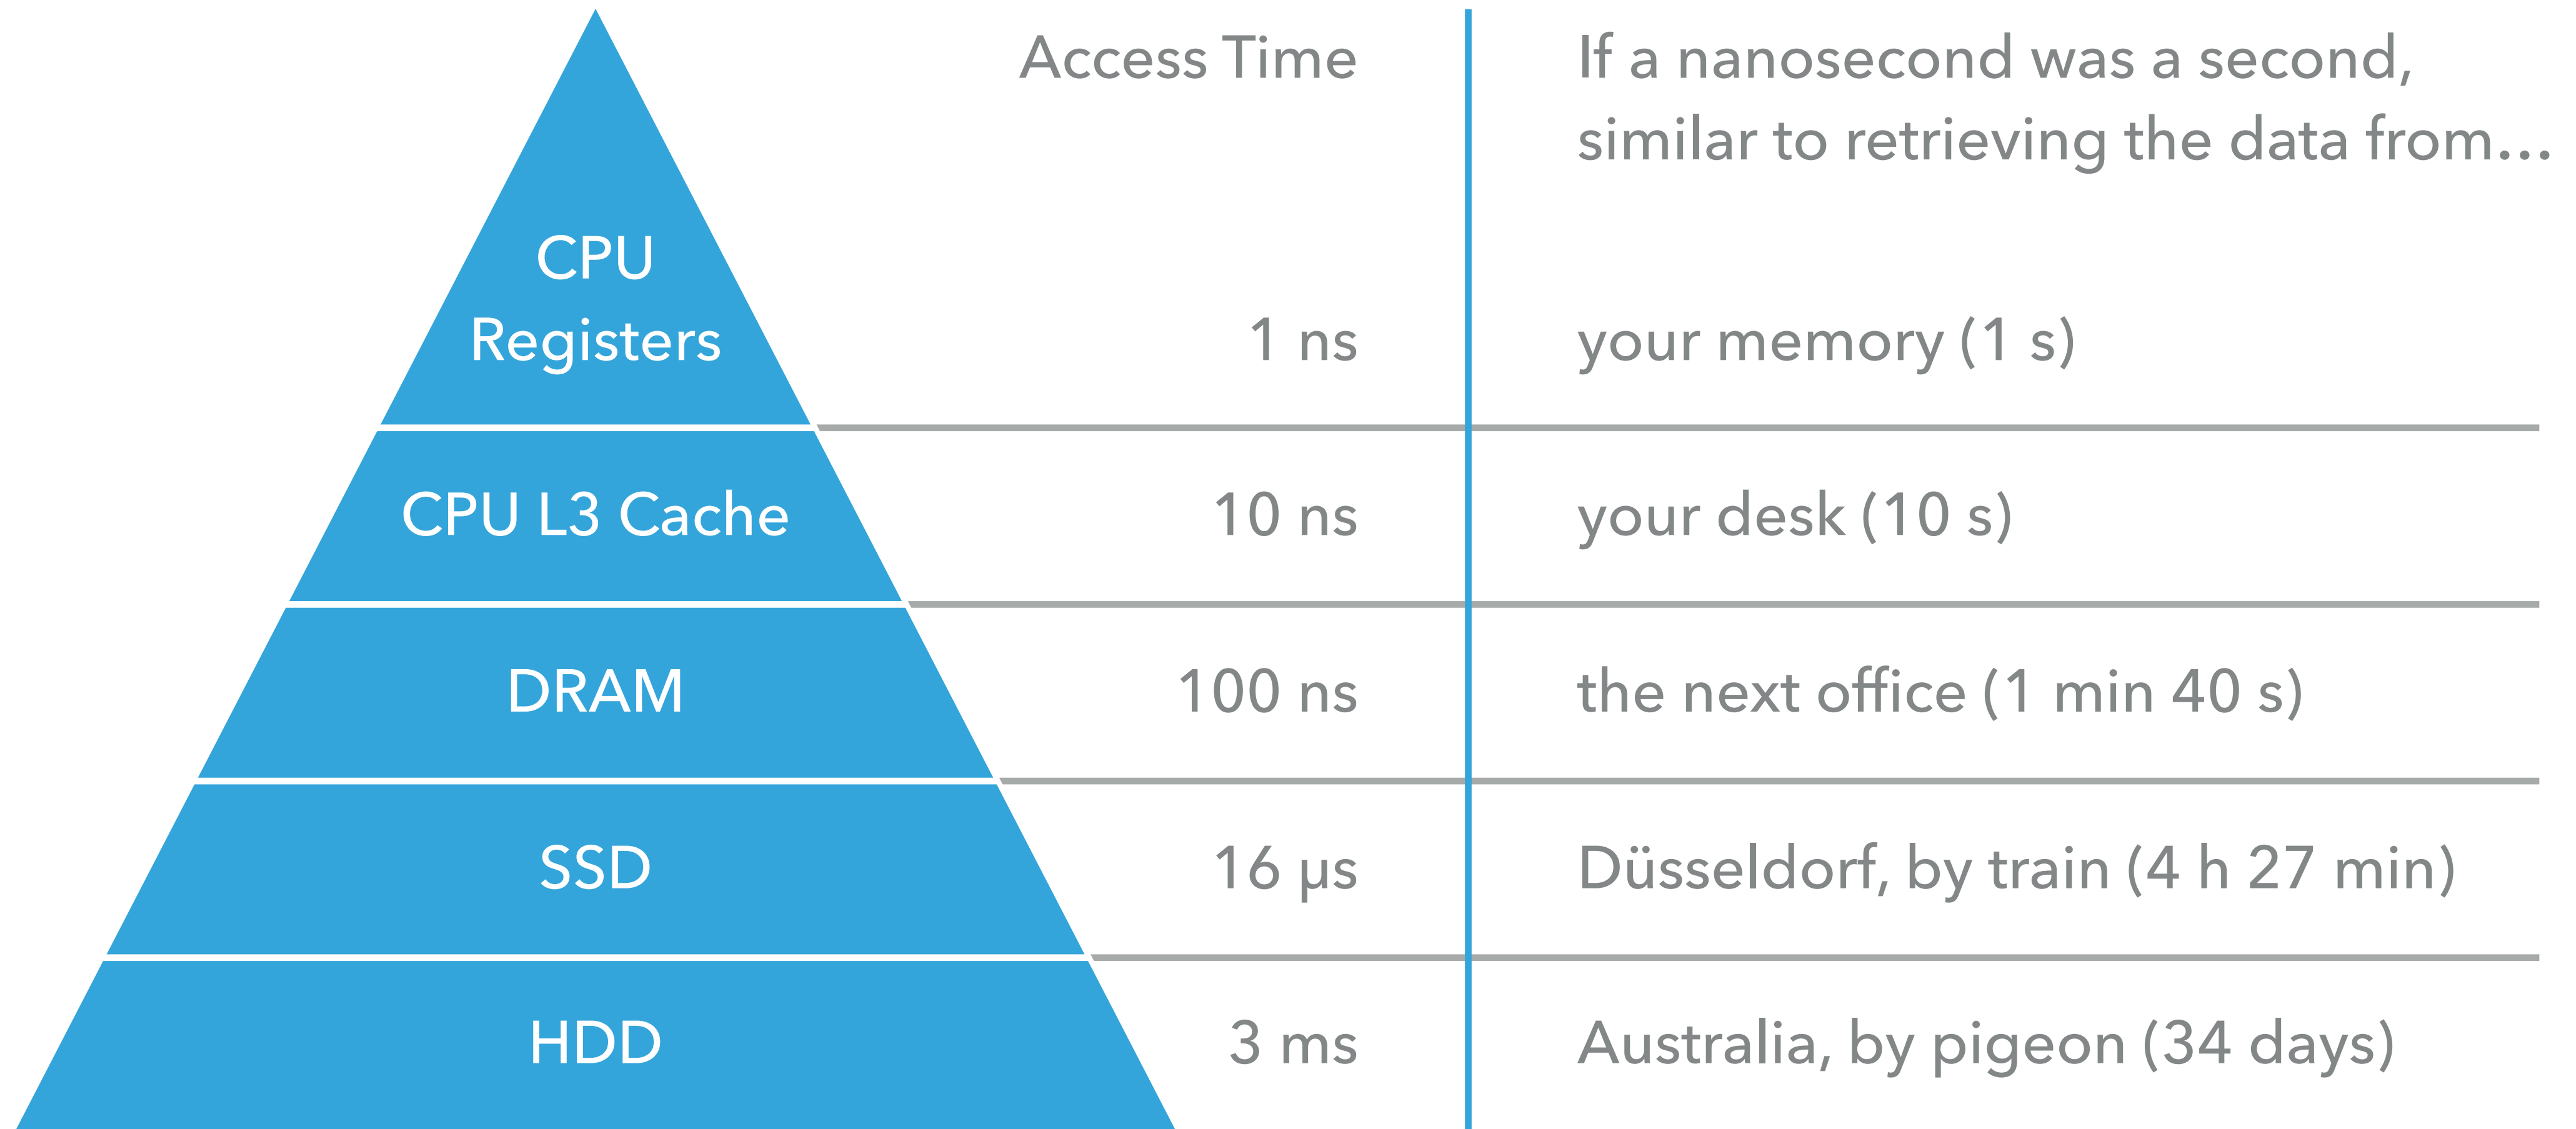 Access Time
If a nanosecond was a second,
similar to retrieving the data from…
CPU
Registers
1 ns
your memory (1 s)
CPU L3 Cache
10 ns
your desk (10 s)
DRAM
100 ns
the next office (1 min 40 s)
SSD
16 µs
Düsseldorf, by train (4 h 27 min)
HDD
3 ms
Australia, by pigeon (34 days)